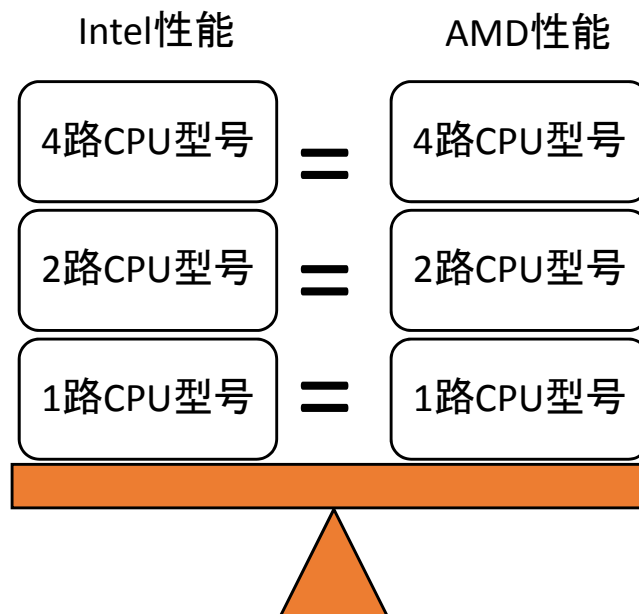 Intel性能 AMD性能
4路CPU型号 = 4路CPU型号
2路CPU型号 = 2路CPU型号
1路CPU型号 = 1路CPU型号